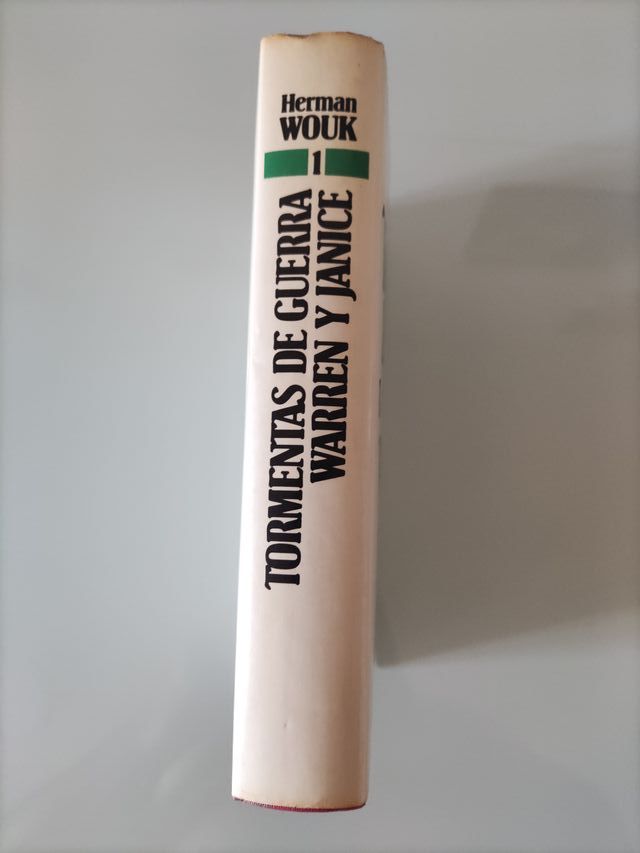 Herman
WOUK
1
TORMENTAS DE GUERRA
WARREN Y JANICE